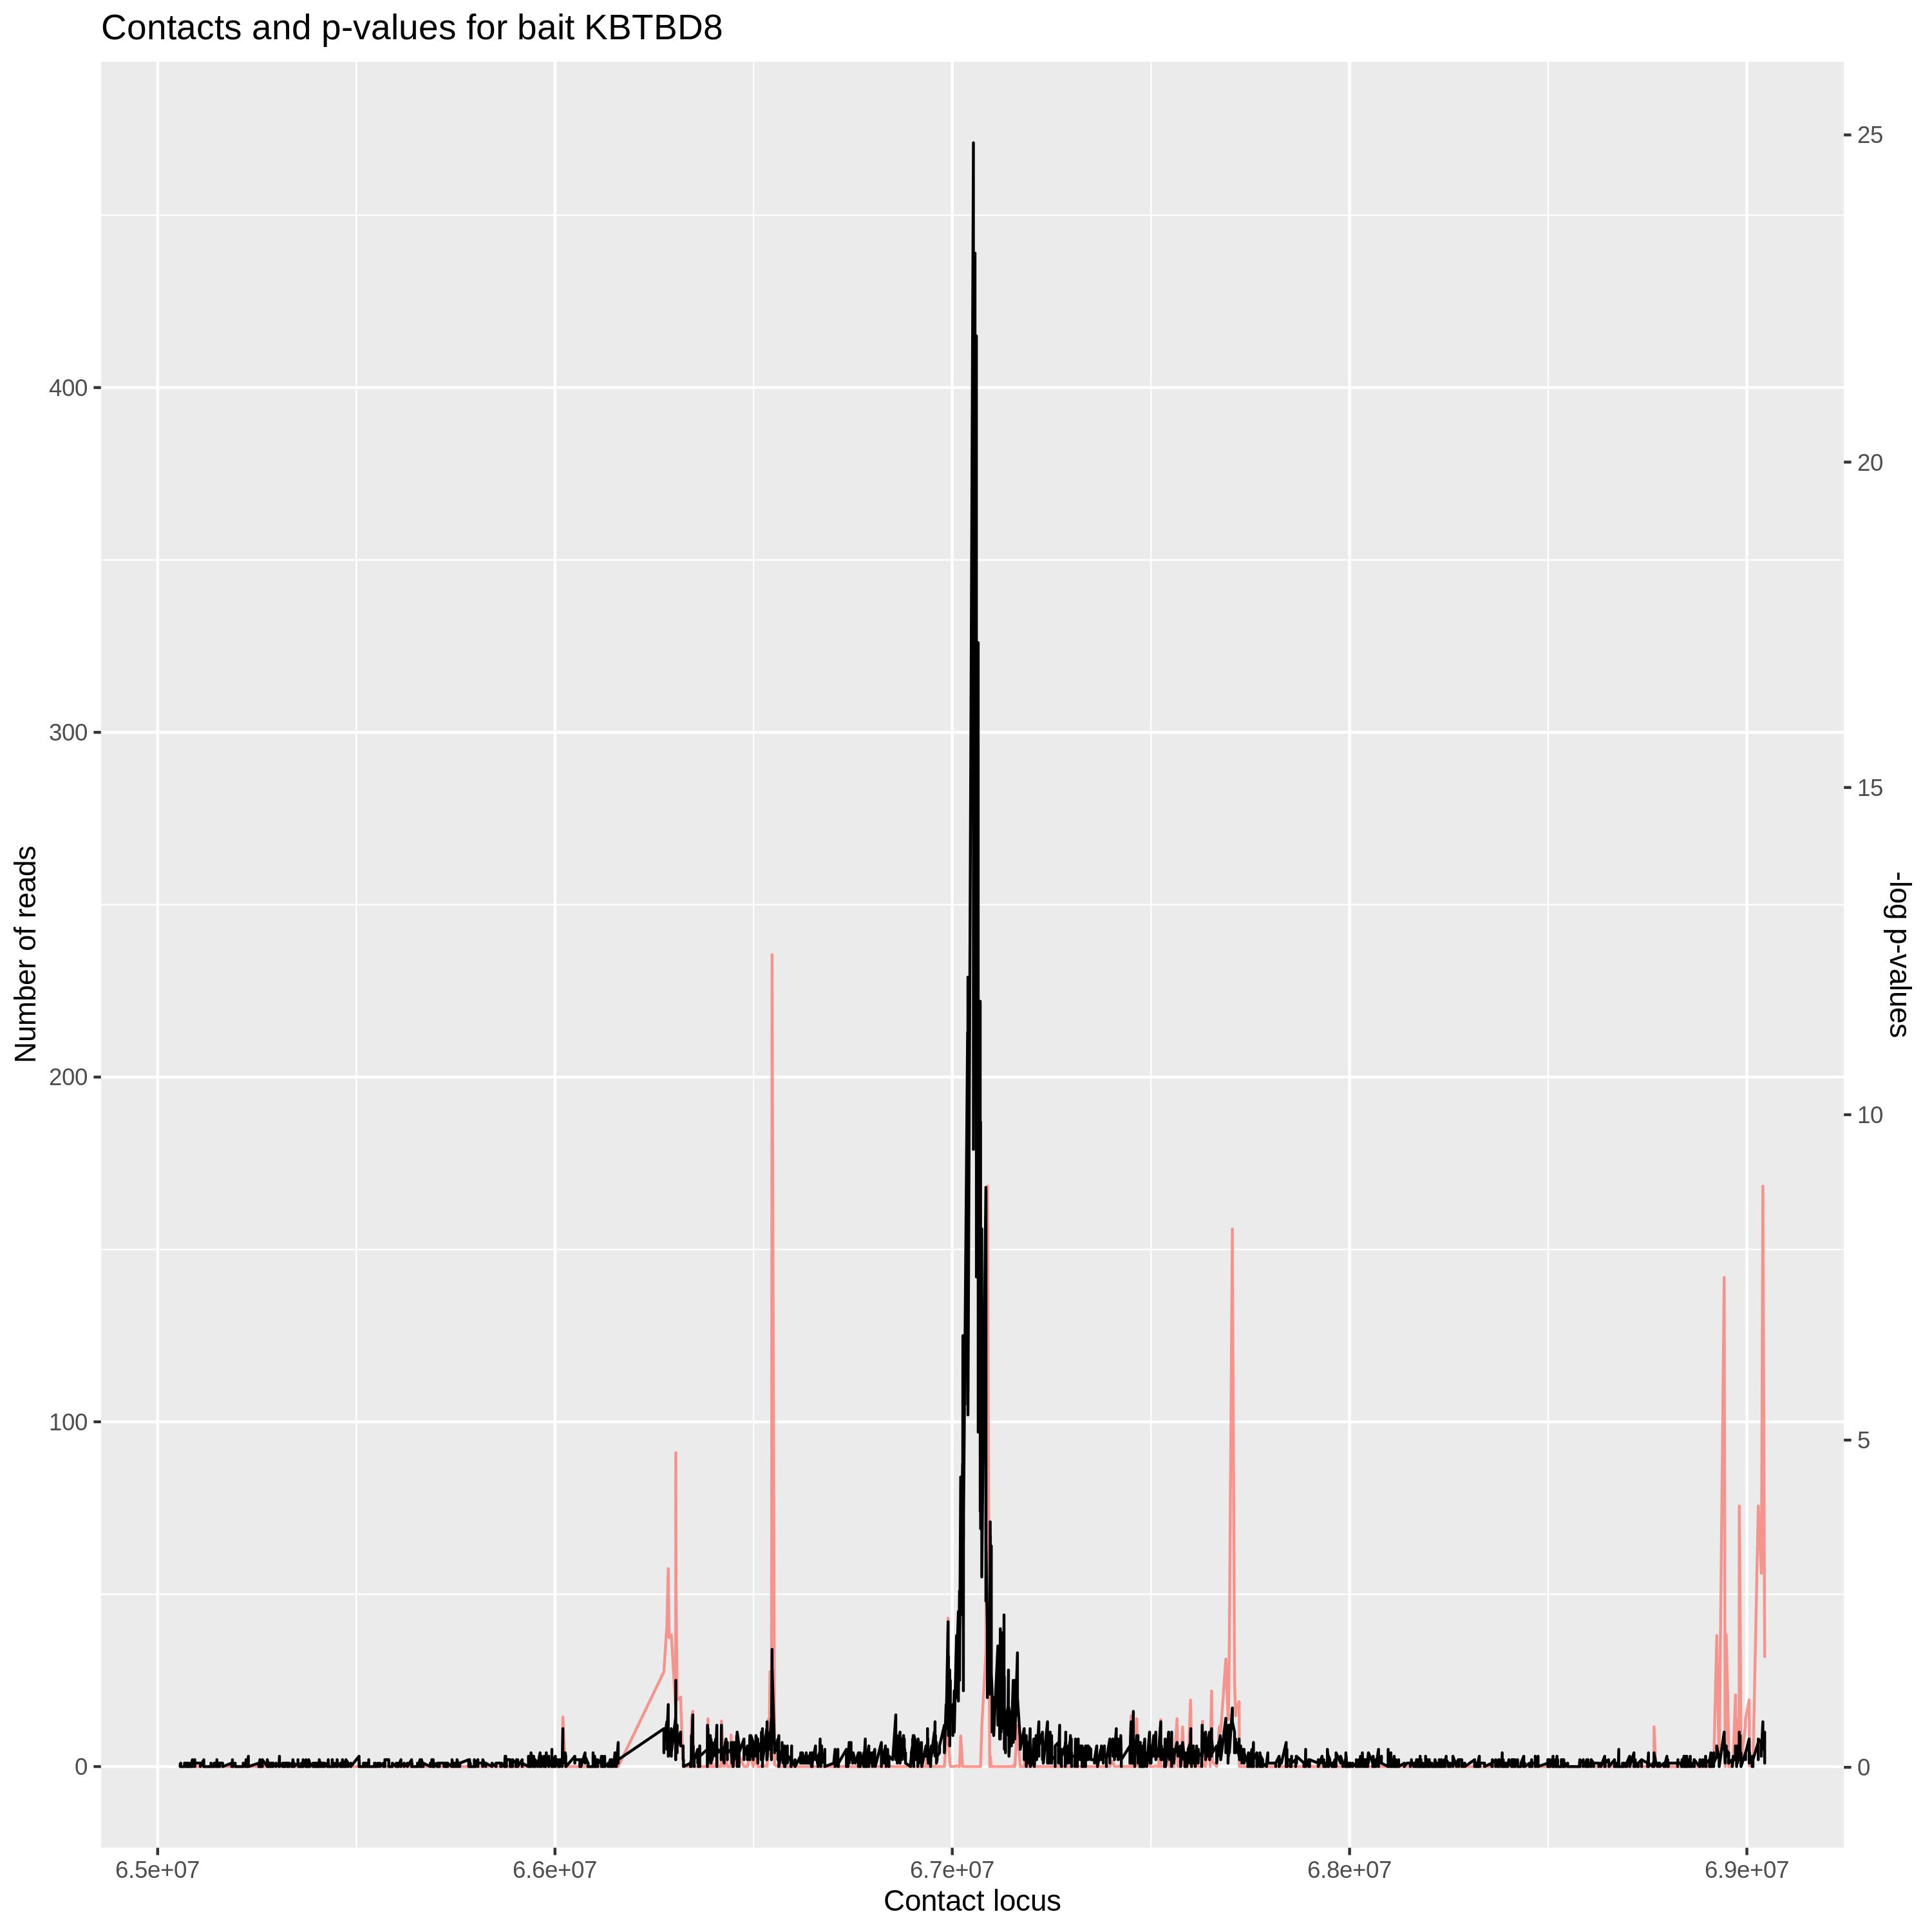 Contacts and p-values for bait KBTBD8
Number of reads
400
300
200
100
0
25
20
15
10
5
0
-log p-values
6.5e+07
6.6e+07
6.7e+07
6.8e+07
6.9e+07
Contact locus